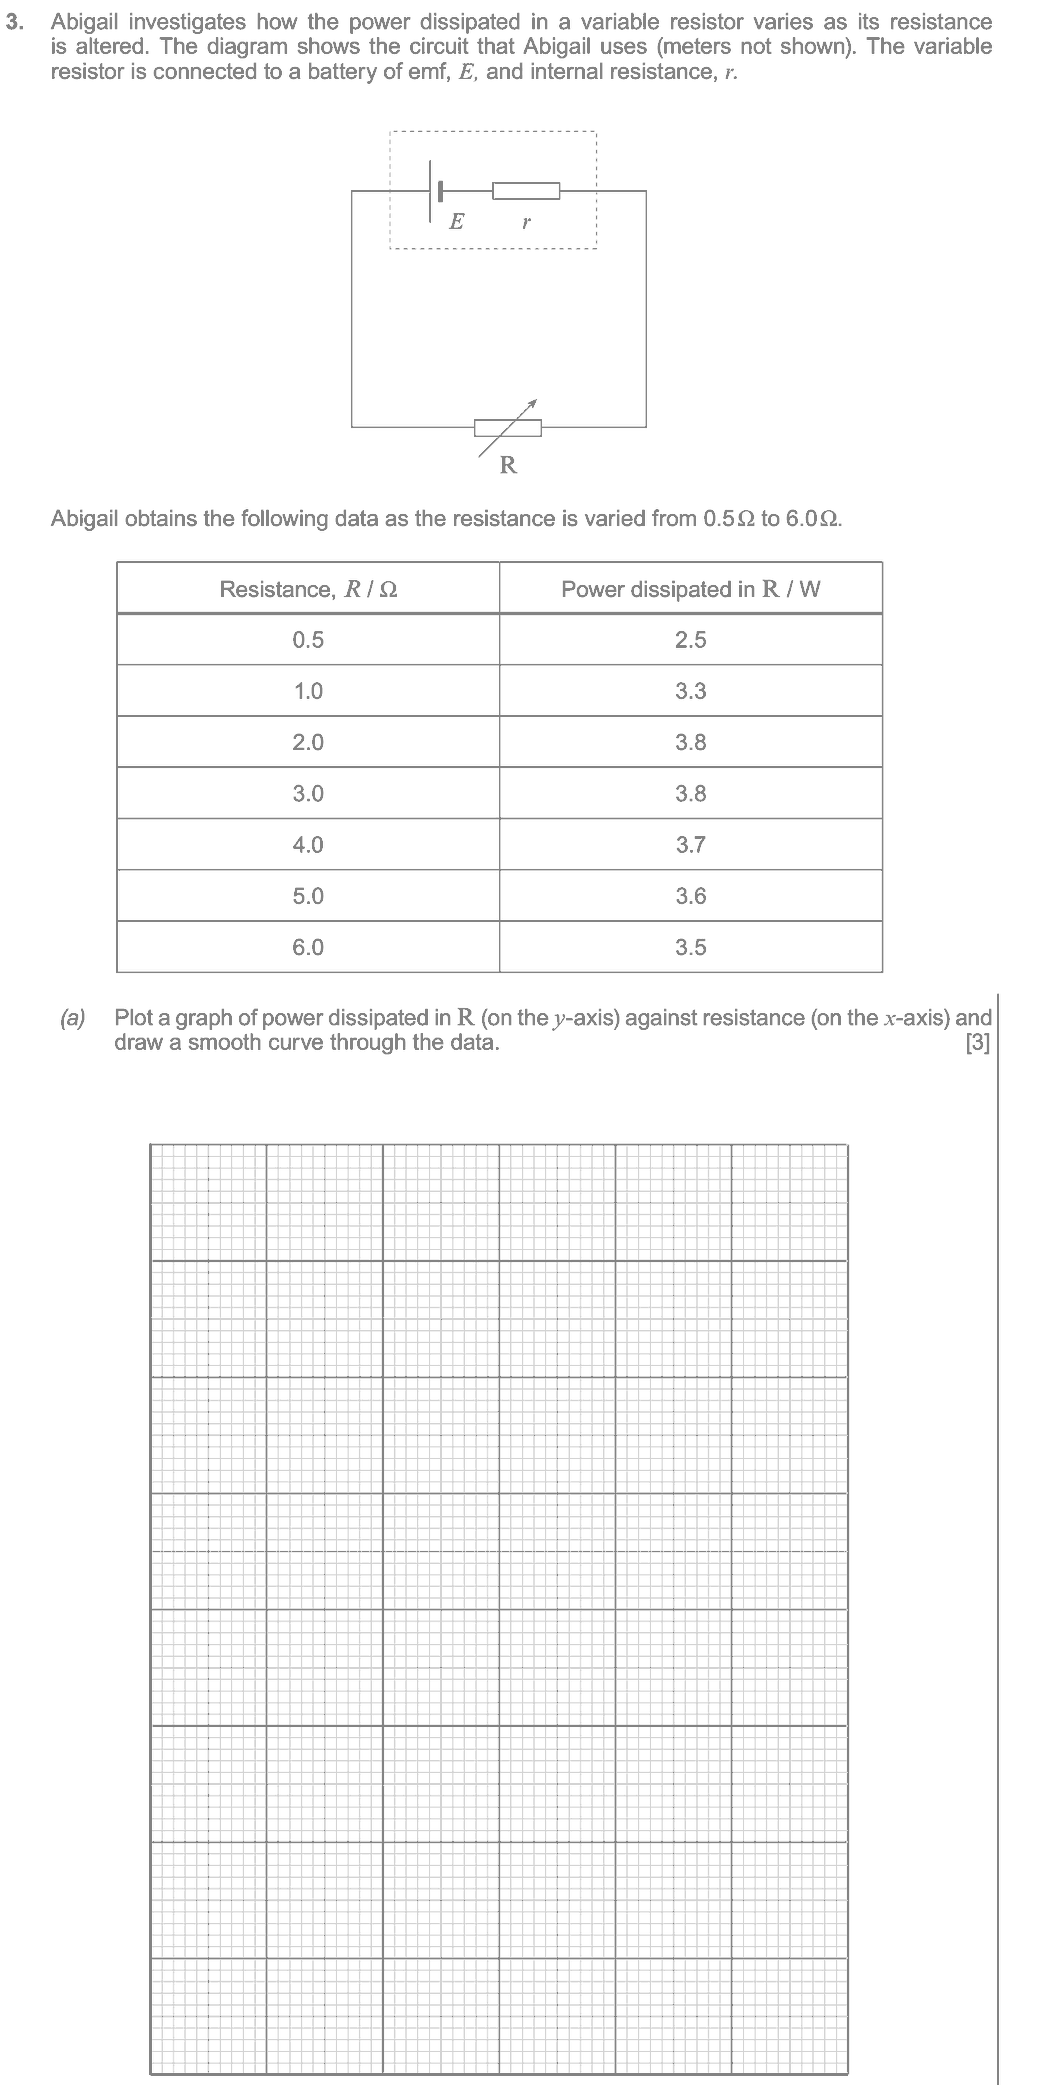 3. Abigail investigates how the power dissipated in a variable resistor varies as its resistance
is altered. The diagram shows the circuit that Abigail uses (meters not shown). The variable
resistor is connected to a battery of emf, E, and internal resistance, r.
E r
R
Abigail obtains the following data as the resistance is varied from 0.5Ω to 6.0Ω.
Resistance, R / Ω Power dissipated in R / W
0.5 2.5
1.0 3.3
2.0 3.8
3.0 3.8
4.0 3.7
5.0 3.6
6.0 3.5
(a) Plot a graph of power dissipated in R (on the y-axis) against resistance (on the x-axis) and
draw a smooth curve through the data. [3]